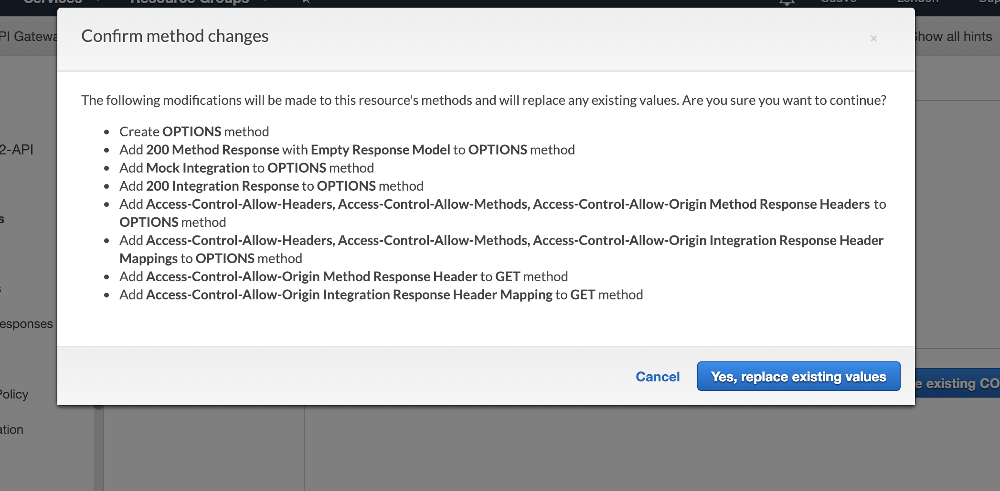 Services Resource Groups London
PI Gatewa
Show all hints
Confirm method changes
×
The following modifications will be made to this resource's methods and will replace any existing values. Are you sure you want to continue?
• Create OPTIONS method
• Add 200 Method Response with Empty Response Model to OPTIONS method
• Add Mock Integration to OPTIONS method
• Add 200 Integration Response to OPTIONS method
• Add Access-Control-Allow-Headers, Access-Control-Allow-Methods, Access-Control-Allow-Origin Method Response Headers to
OPTIONS method
• Add Access-Control-Allow-Headers, Access-Control-Allow-Methods, Access-Control-Allow-Origin Integration Response Header
Mappings to OPTIONS method
• Add Access-Control-Allow-Origin Method Response Header to GET method
• Add Access-Control-Allow-Origin Integration Response Header Mapping to GET method
Cancel
Yes, replace existing values
2-API
s
esponses
Policy
ation
e existing CO